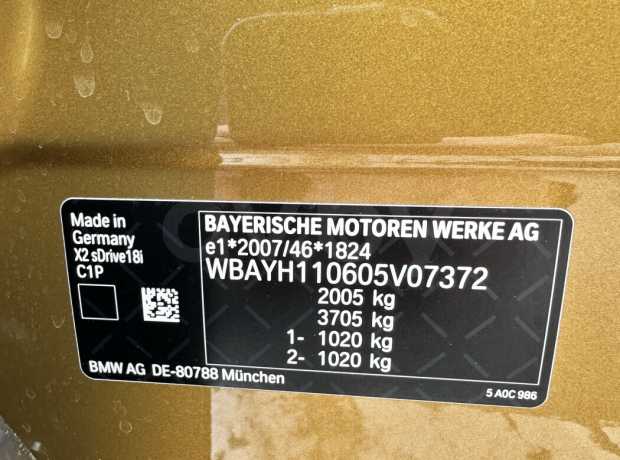 Made in
Germany
X2 sDrive18i
C1P
BAYERISCHE MOTOREN WERKE AG
e1*2007/46*1824
WBAYH110605V07372
2005 kg
3705 kg
1- 1020 kg
2- 1020 kg
BMW AG DE-80788 München
5 A0C 986